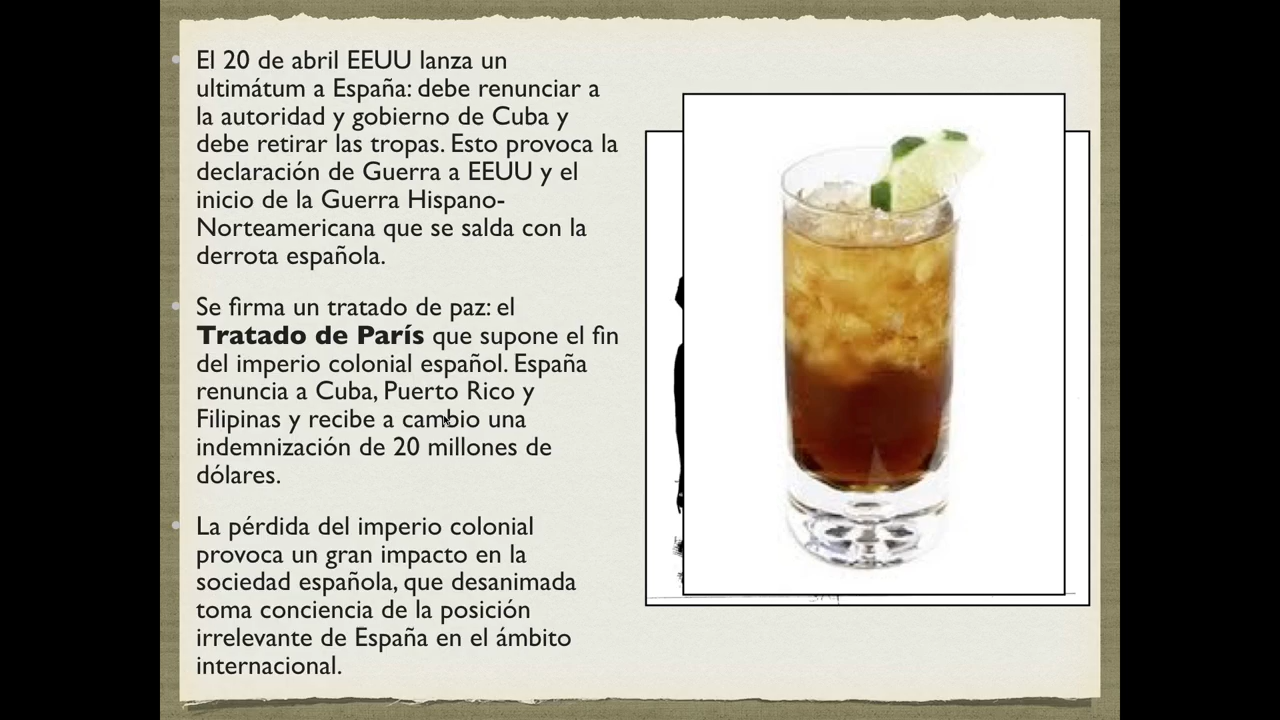 El 20 de abril EEUU lanza un
ultimátum a España: debe renunciar a
la autoridad y gobierno de Cuba y
debe retirar las tropas. Esto provoca la
declaración de Guerra a EEUU y el
inicio de la Guerra Hispano-
Norteamericana que se salda con la
derrota española.
Se firma un tratado de paz: el
Tratado de París que supone el fin
del imperio colonial español. España
renuncia a Cuba, Puerto Rico y
Filipinas y recibe a cambio una
indemnización de 20 millones de
dólares.
La pérdida del imperio colonial
provoca un gran impacto en la
sociedad española, que desanimada
toma conciencia de la posición
irrelevante de España en el ámbito
internacional.